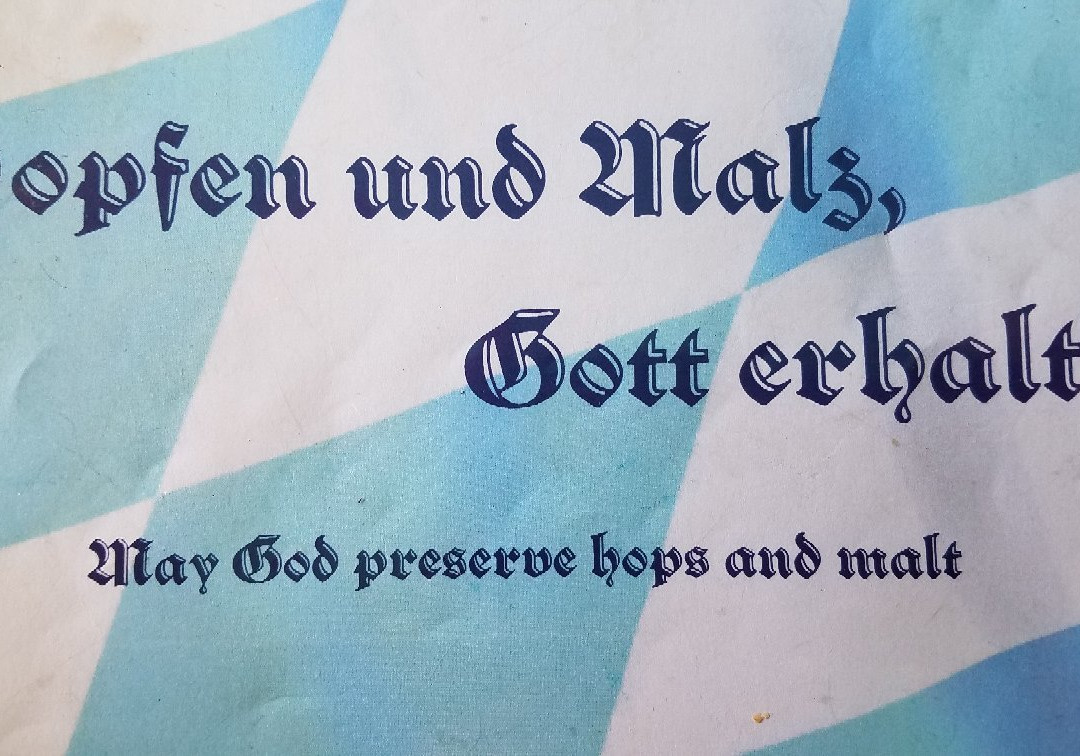 opfen und Malz,
Gott erhalt
May God preserve hops and malt